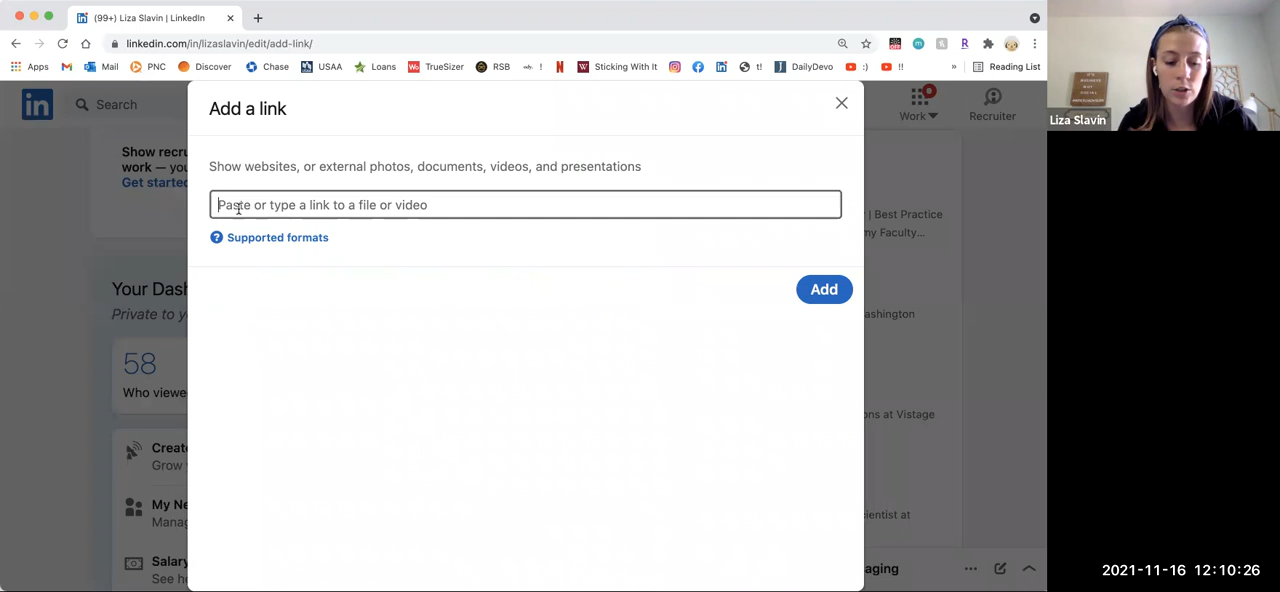 (99+) Liza Slavin | LinkedIn
linkedin.com/in/lizaslavin/edit/add-link/
Apps Mail PNC Discover Chase USAA Loans TrueSizer RSB ! Sticking With It t! DailyDevo :) !! » Reading List
in Search
Work Recruiter
Add a link
Show websites, or external photos, documents, videos, and presentations
Paste or type a link to a file or video
Supported formats
Add
Show recru
work — you
Get started
Your Dash
Private to y
58
Who viewe
Create
Grow
My Ne
Manag
Salary
See h
| Best Practice
my Faculty...
ashington
ons at Vistage
ientist at
aging
Liza Slavin
2021-11-16 12:10:26